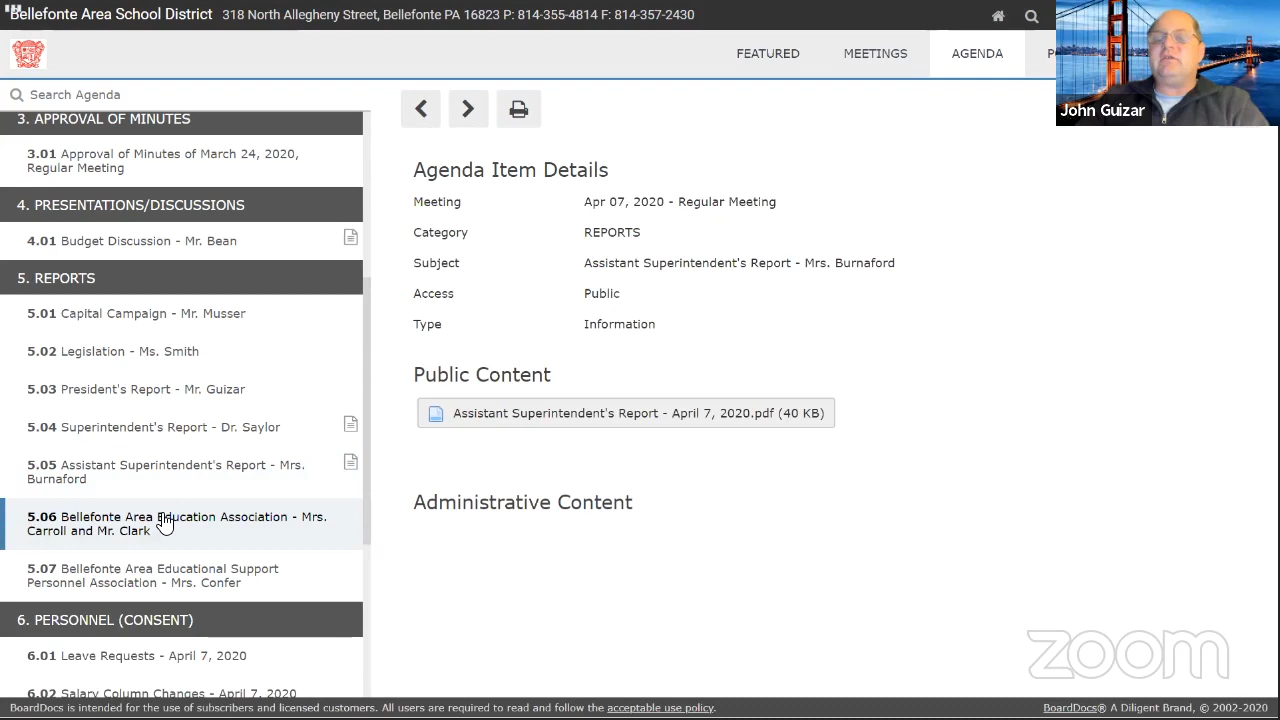 Bellefonte Area School District 318 North Allegheny Street, Bellefonte PA 16823 P: 814-355-4814 F: 814-357-2430
FEATURED MEETINGS AGENDA P
John Guizar
Search Agenda
3. APPROVAL OF MINUTES
3.01 Approval of Minutes of March 24, 2020,
Regular Meeting
4. PRESENTATIONS/DISCUSSIONS
4.01 Budget Discussion - Mr. Bean
5. REPORTS
5.01 Capital Campaign - Mr. Musser
5.02 Legislation - Ms. Smith
5.03 President's Report - Mr. Guizar
5.04 Superintendent's Report - Dr. Saylor
5.05 Assistant Superintendent's Report - Mrs.
Burnaford
5.06 Bellefonte Area Education Association - Mrs.
Carroll and Mr. Clark
5.07 Bellefonte Area Educational Support
Personnel Association - Mrs. Confer
6. PERSONNEL (CONSENT)
6.01 Leave Requests - April 7, 2020
6.02 Salary Column Changes - April 7, 2020
Agenda Item Details
Meeting Apr 07, 2020 - Regular Meeting
Category REPORTS
Subject Assistant Superintendent's Report - Mrs. Burnaford
Access Public
Type Information
Public Content
Assistant Superintendent's Report - April 7, 2020.pdf (40 KB)
Administrative Content
zoom
BoardDocs is intended for the use of subscribers and licensed customers. All users are required to read and follow the acceptable use policy.
BoardDocs® A Diligent Brand, © 2002-2020